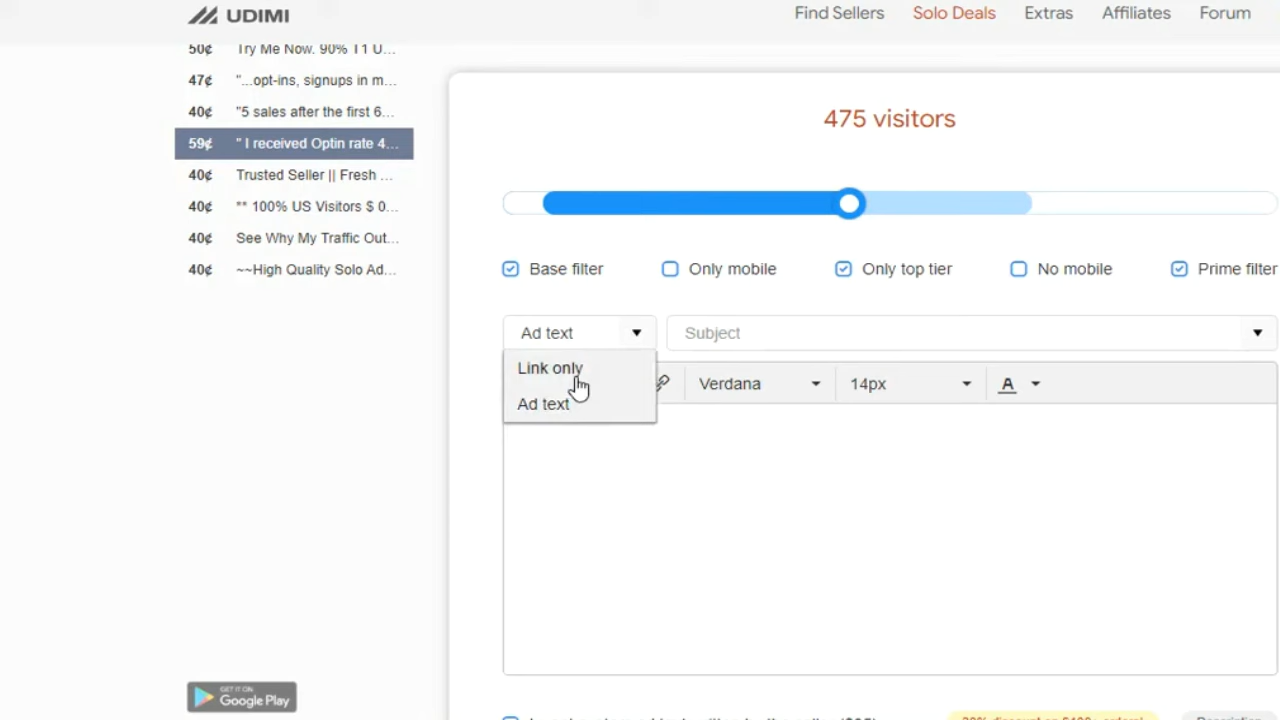 UDIMI
Find Sellers
Solo Deals
Extras
Affiliates
Forum
50¢ Try Me Now. 90% T1 U...
47¢ "...opt-ins, signups in m...
40¢ "5 sales after the first 6...
59¢ " I received Optin rate 4...
40¢ Trusted Seller || Fresh ...
40¢ ** 100% US Visitors $ 0...
40¢ See Why My Traffic Out...
40¢ ~~High Quality Solo Ad...
475 visitors
Base filter
Only mobile
Only top tier
No mobile
Prime filter
Ad text
Subject
Link only
Ad text
Verdana
14px
A
GET IT ON
Google Play